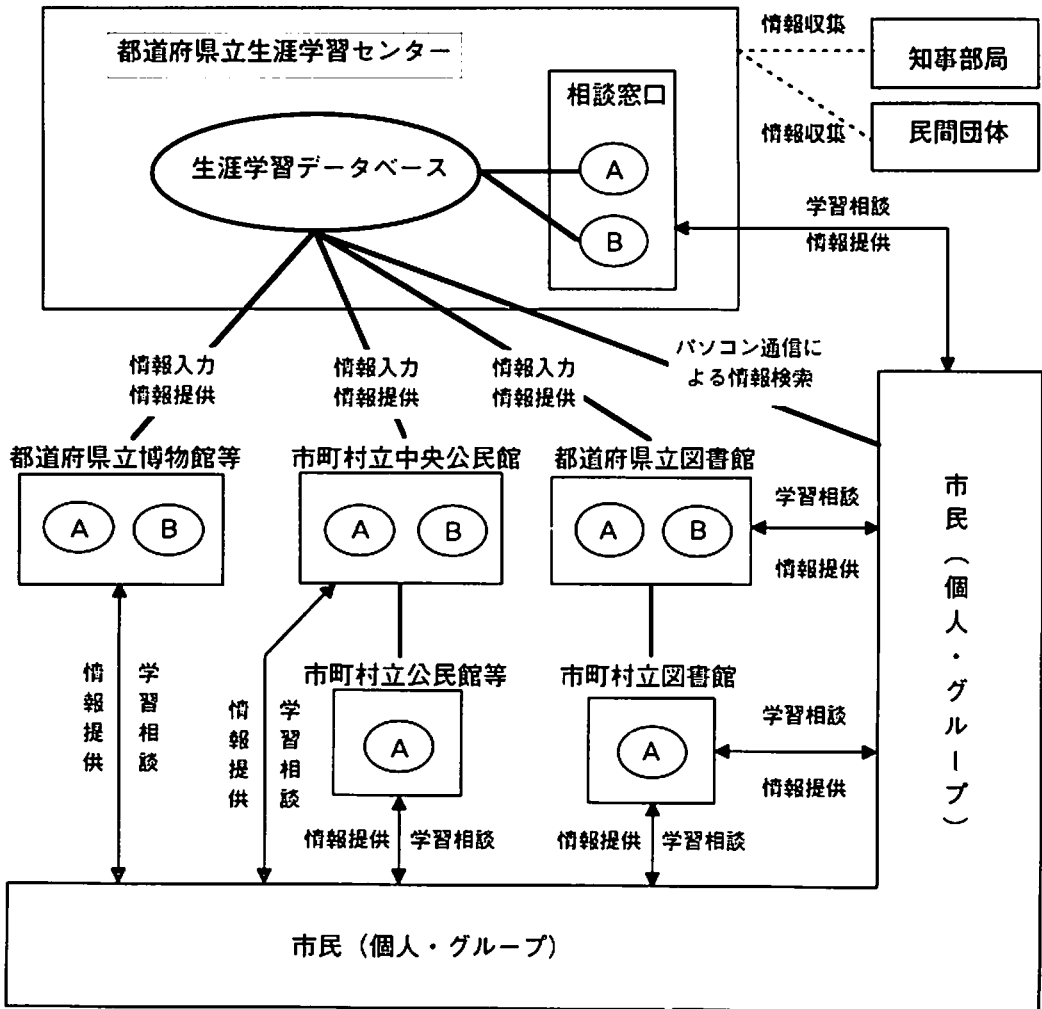 都道府県立生涯学習センター
情報収集
知事部局
情報収集
民間団体
相談窓口
A
B
生涯学習データベース
学習相談
情報提供
情報入力
情報提供
情報入力
情報提供
情報入力
情報提供
パソコン通信に
よる情報検索
都道府県立博物館等
A
B
市町村立中央公民館
A
B
都道府県立図書館
A
B
学習相談
情報提供
情報提供
学習相談
情報提供
学習相談
市町村立公民館等
A
市町村立図書館
A
学習相談
情報提供
情報提供
学習相談
情報提供
学習相談
市民(個人・グループ)
市民(個人・グループ)